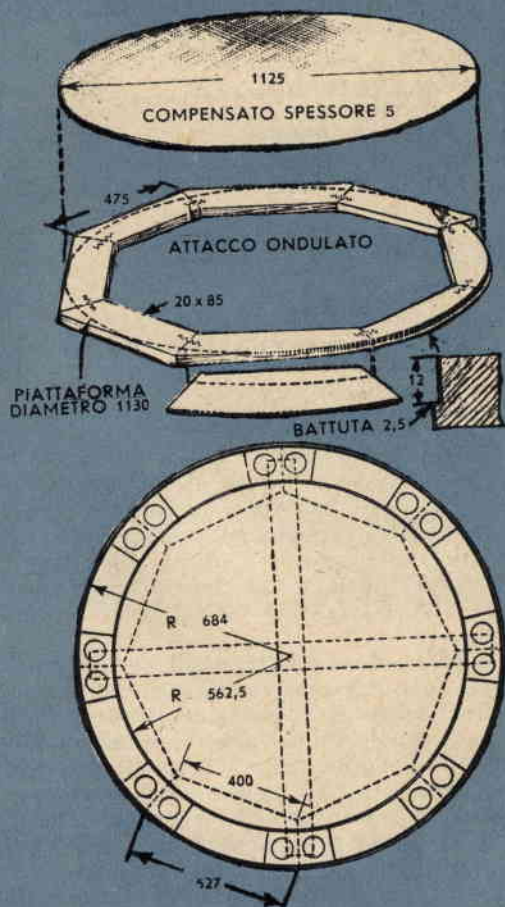 1125
COMPENSATO SPESSORE 5
475
ATTACCO ONDULATO
20 x 85
PIATTAFORMA
DIAMETRO 1130
12
BATTUTA 2,5
R 684
R 562,5
400
527